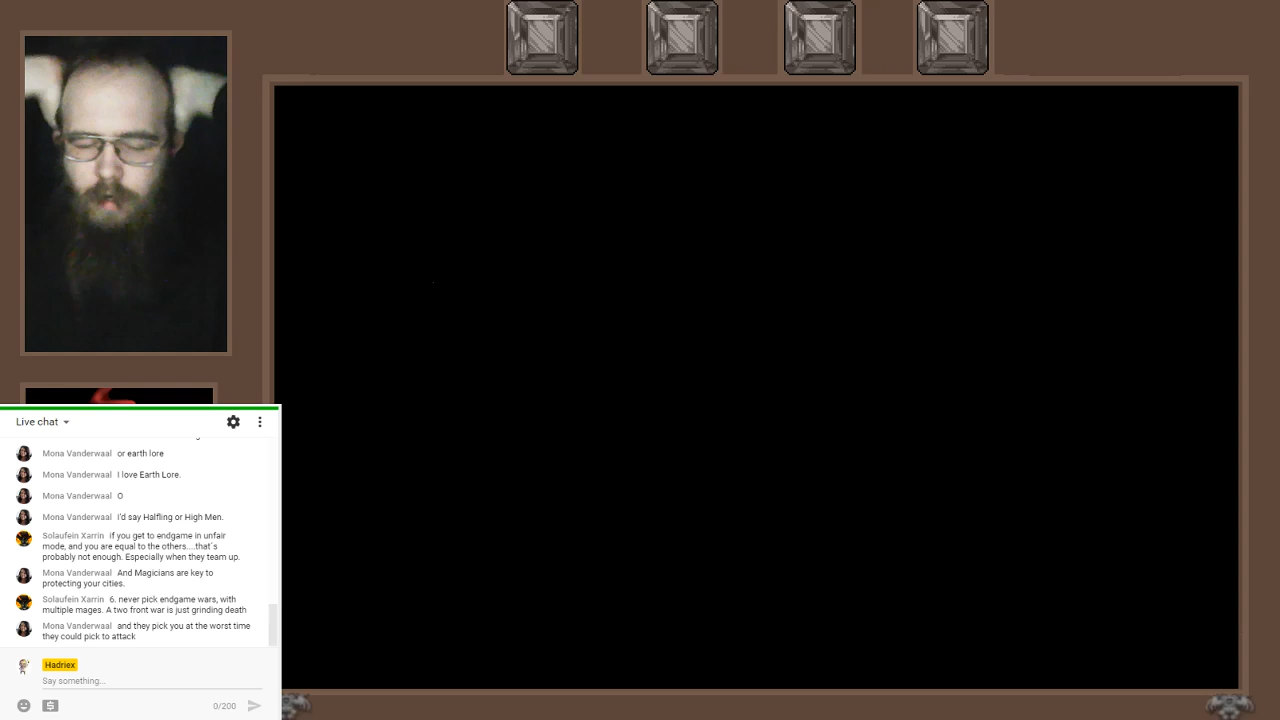 Live chat
Mona Vanderwaal or earth lore
Mona Vanderwaal I love Earth Lore.
Mona Vanderwaal O
Mona Vanderwaal i'd say Halfling or High Men.
Solaufein Xarrin if you get to endgame in unfair
mode, and you are equal to the others....that´s
probably not enough. Especially when they team up.
Mona Vanderwaal And Magicians are key to
protecting your cities.
Solaufein Xarrin 6. never pick endgame wars, with
multiple mages. A two front war is just grinding death
Mona Vanderwaal and they pick you at the worst time
they could pick to attack
Hadriex
Say something...
0/200